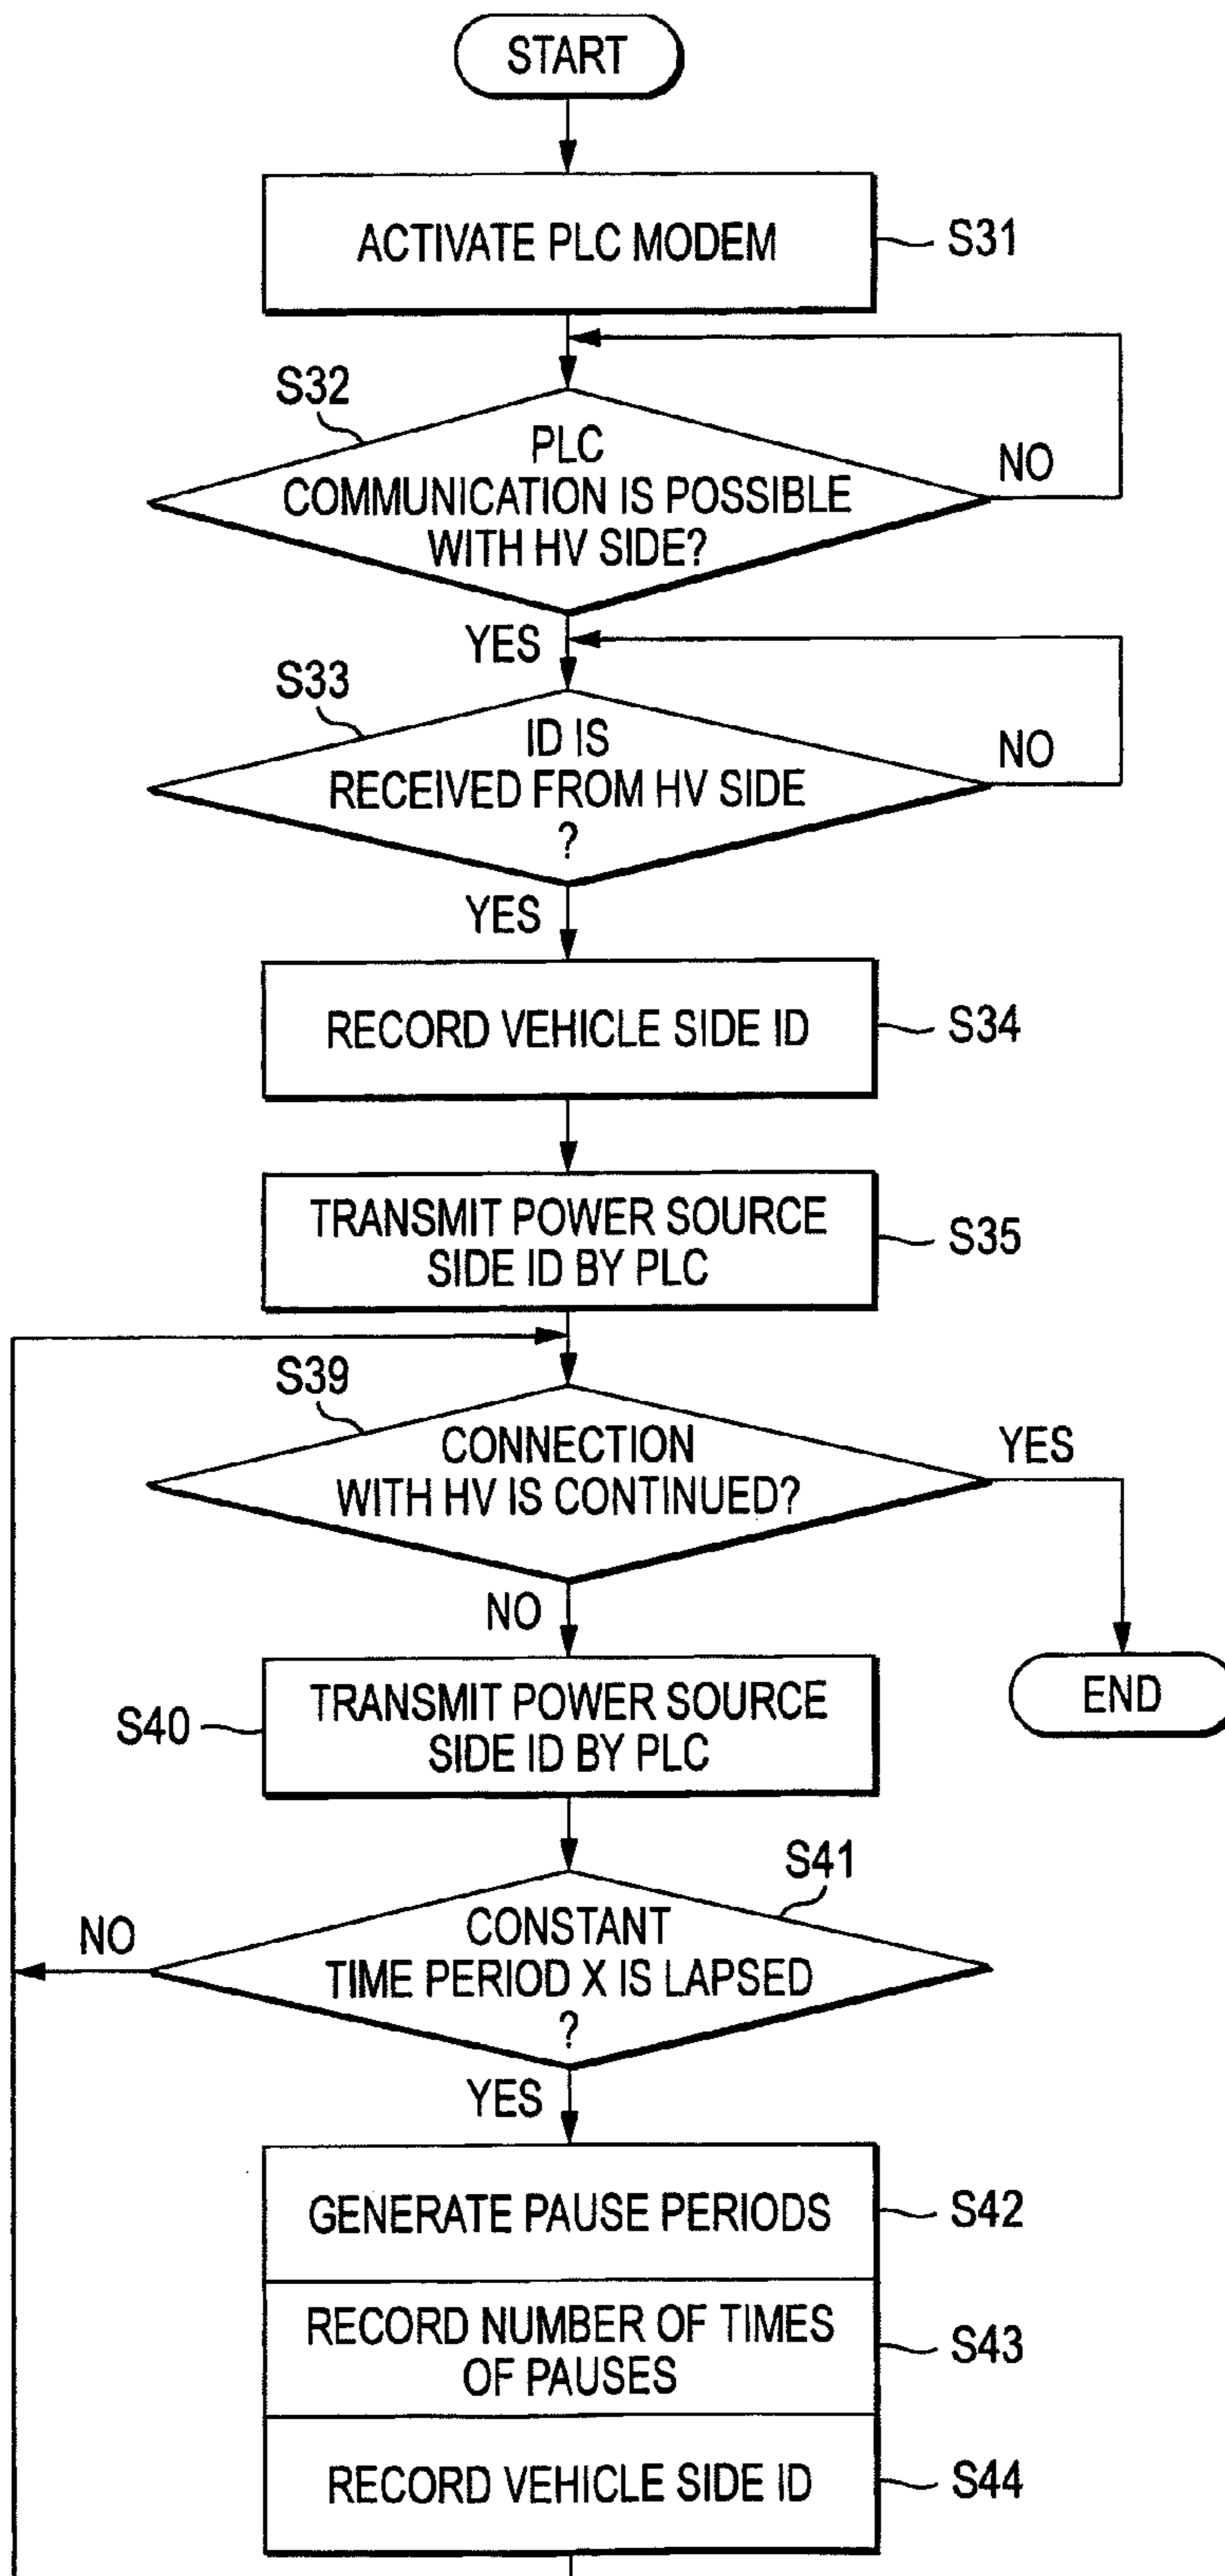 START
ACTIVATE PLC MODEM
S31
S32
PLC
COMMUNICATION IS POSSIBLE
WITH HV SIDE?
NO
YES
S33
ID IS
RECEIVED FROM HV SIDE
?
NO
YES
RECORD VEHICLE SIDE ID
S34
TRANSMIT POWER SOURCE
SIDE ID BY PLC
S35
S39
CONNECTION
WITH HV IS CONTINUED?
YES
NO
END
S40
TRANSMIT POWER SOURCE
SIDE ID BY PLC
S41
CONSTANT
TIME PERIOD X IS LAPSED
?
NO
YES
GENERATE PAUSE PERIODS
S42
RECORD NUMBER OF TIMES
OF PAUSES
S43
RECORD VEHICLE SIDE ID
S44